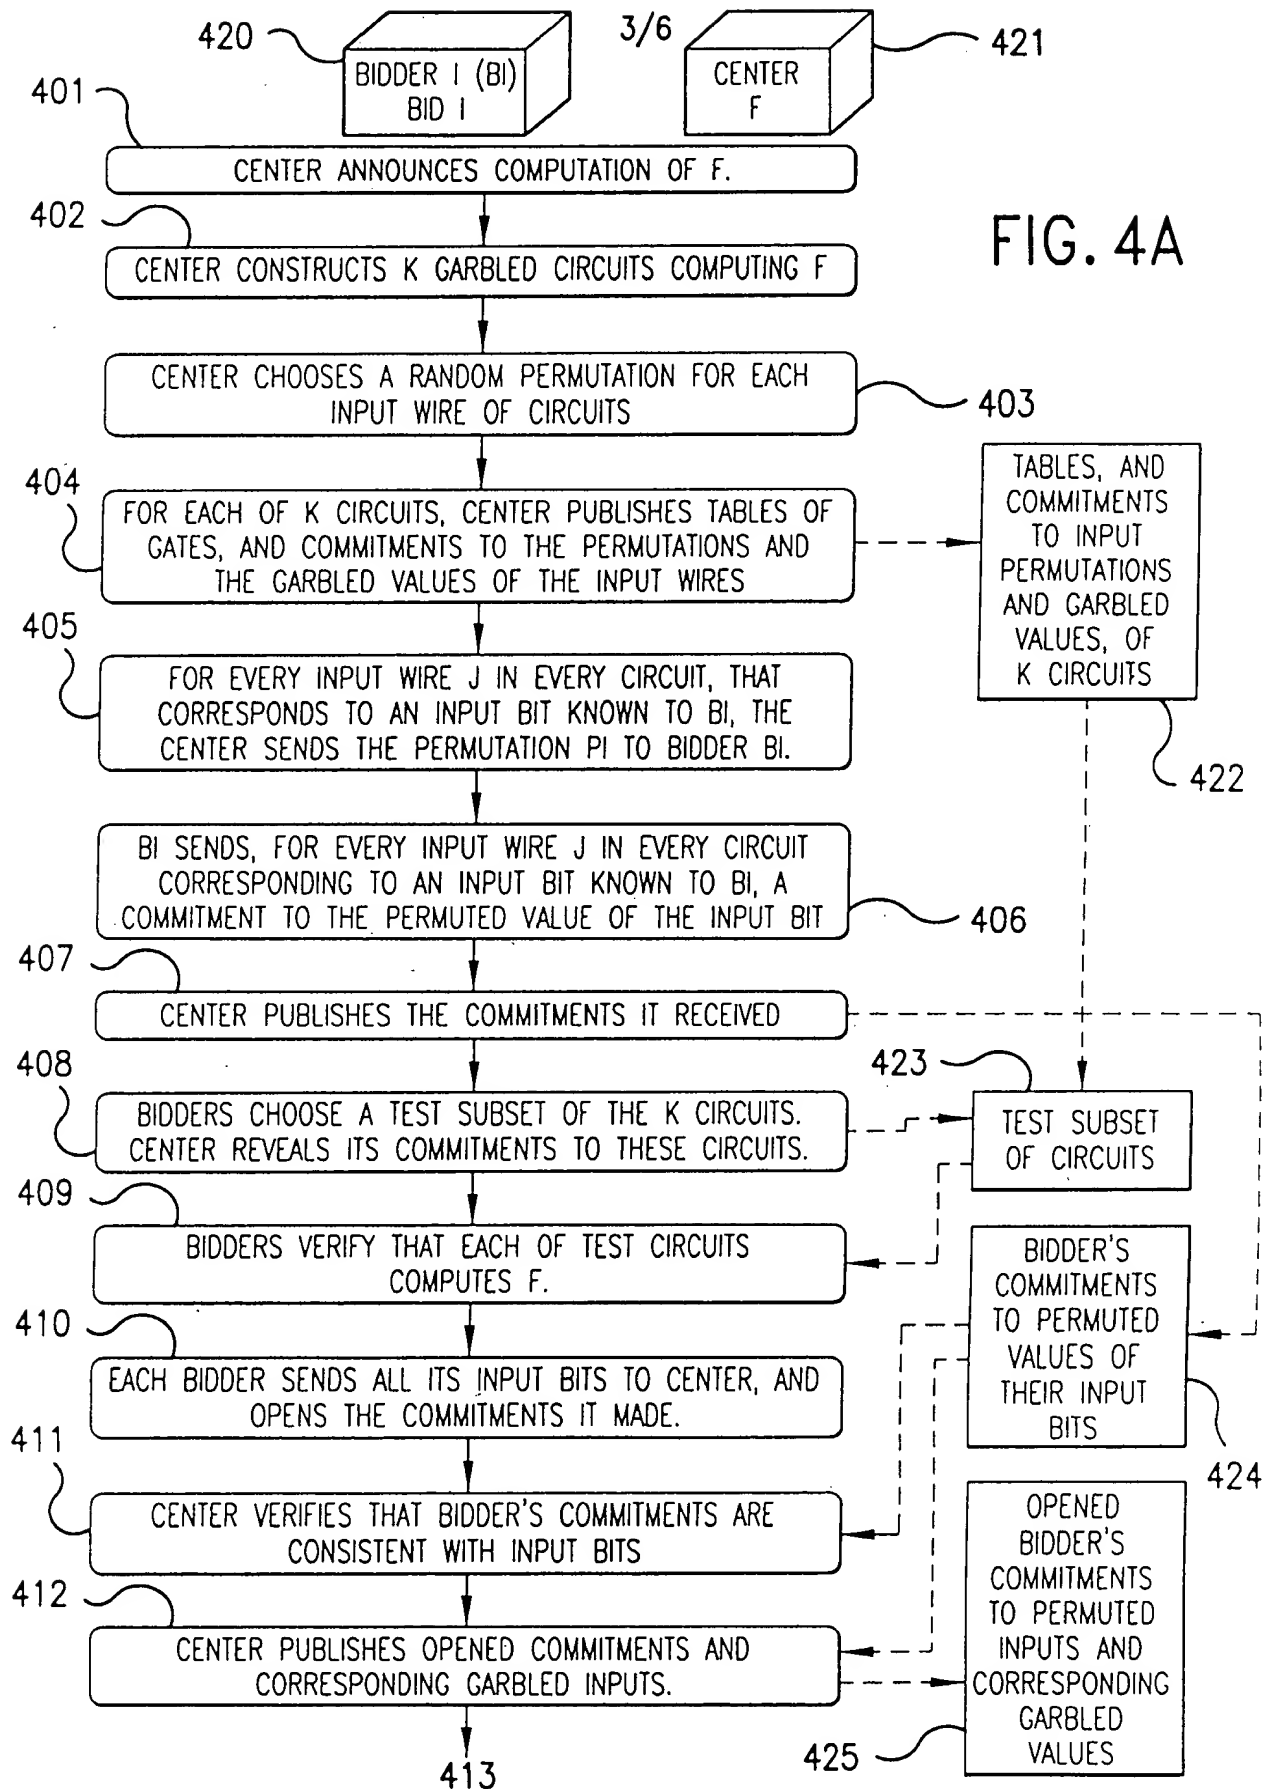 420
BIDDER I (BI)
BID I
3/6
CENTER
F
421
401
CENTER ANNOUNCES COMPUTATION OF F.
402
CENTER CONSTRUCTS K GARBLED CIRCUITS COMPUTING F
FIG. 4A
CENTER CHOOSES A RANDOM PERMUTATION FOR EACH
INPUT WIRE OF CIRCUITS
403
404
FOR EACH OF K CIRCUITS, CENTER PUBLISHES TABLES OF
GATES, AND COMMITMENTS TO THE PERMUTATIONS AND
THE GARBLED VALUES OF THE INPUT WIRES
TABLES, AND
COMMITMENTS
TO INPUT
PERMUTATIONS
AND GARBLED
VALUES, OF
K CIRCUITS
422
405
FOR EVERY INPUT WIRE J IN EVERY CIRCUIT, THAT
CORRESPONDS TO AN INPUT BIT KNOWN TO BI, THE
CENTER SENDS THE PERMUTATION PI TO BIDDER BI.
BI SENDS, FOR EVERY INPUT WIRE J IN EVERY CIRCUIT
CORRESPONDING TO AN INPUT BIT KNOWN TO BI, A
COMMITMENT TO THE PERMUTED VALUE OF THE INPUT BIT
406
407
CENTER PUBLISHES THE COMMITMENTS IT RECEIVED
408
BIDDERS CHOOSE A TEST SUBSET OF THE K CIRCUITS.
CENTER REVEALS ITS COMMITMENTS TO THESE CIRCUITS.
423
TEST SUBSET
OF CIRCUITS
409
BIDDERS VERIFY THAT EACH OF TEST CIRCUITS
COMPUTES F.
BIDDER'S
COMMITMENTS
TO PERMUTED
VALUES OF
THEIR INPUT
BITS
424
410
EACH BIDDER SENDS ALL ITS INPUT BITS TO CENTER, AND
OPENS THE COMMITMENTS IT MADE.
411
CENTER VERIFIES THAT BIDDER'S COMMITMENTS ARE
CONSISTENT WITH INPUT BITS
412
CENTER PUBLISHES OPENED COMMITMENTS AND
CORRESPONDING GARBLED INPUTS.
OPENED
BIDDER'S
COMMITMENTS
TO PERMUTED
INPUTS AND
CORRESPONDING
GARBLED
VALUES
425
413